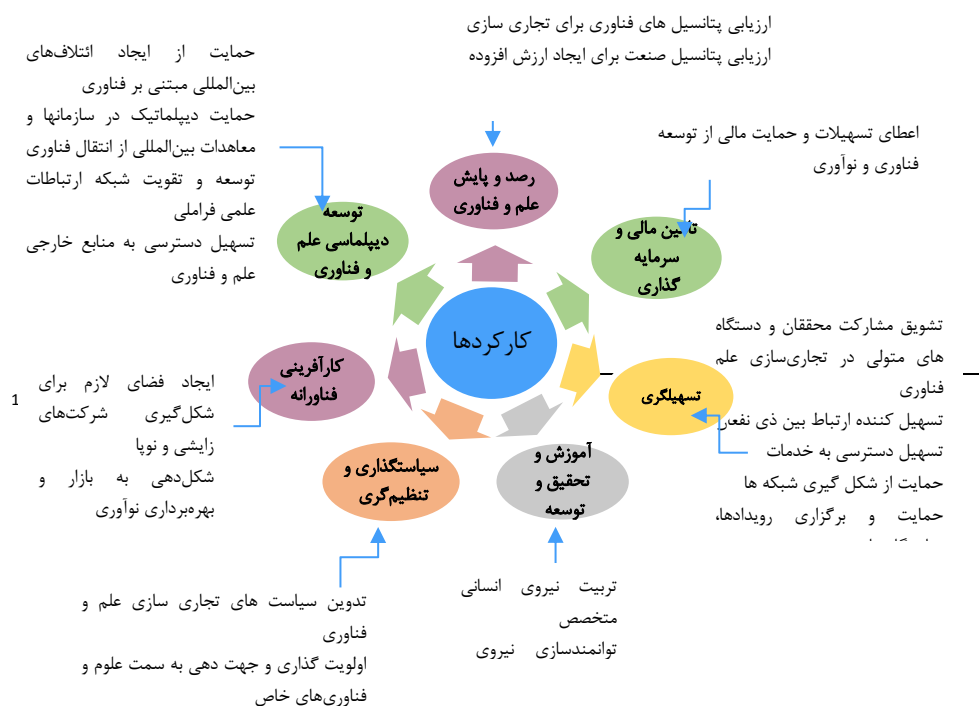 ارزیابی پتانسیل های فناوری برای تجاری سازی
ارزیابی پتانسیل صنعت برای ایجاد ارزش افزوده
رصد و پایش
علم و فناوری
اعطای تسهیلات و حمایت مالی از توسعه
فناوری و نوآوری
تأمین مالی و
سرمایه
گذاری
تشویق مشارکت محققان و دستگاه
های متولی در تجاری‌سازی علم
فناوری
تسهیل کننده ارتباط بین ذی نفعن
تسهیل دسترسی به خدمات
حمایت از شکل گیری شبکه ها
حمایت و برگزاری رویدادها،
تسهیلگری
آموزش و
تحقیق و
توسعه
تربیت نیروی انسانی
متخصص
توانمندسازی نیروی
سیاستگذاری و
تنظیم‌گری
تدوین سیاست های تجاری سازی علم و
فناوری
اولویت گذاری و جهت دهی به سمت علوم و
فناوری‌های خاص
کارآفرینی
فناورانه
ایجاد فضای لازم برای
شکل‌گیری شرکت‌های
زایشی و نوپا
شکل‌دهی به بازار و
بهره‌برداری نوآوری
1
توسعه
دیپلماسی علم
و فناوری
حمایت از ایجاد ائتلاف‌های
بین‌المللی مبتنی بر فناوری
حمایت دیپلماتیک در سازمانها و
معاهدات بین‌المللی از انتقال فناوری
توسعه و تقویت شبکه ارتباطات
علمی فراملی
تسهیل دسترسی به منابع خارجی
علم و فناوری
کارکردها